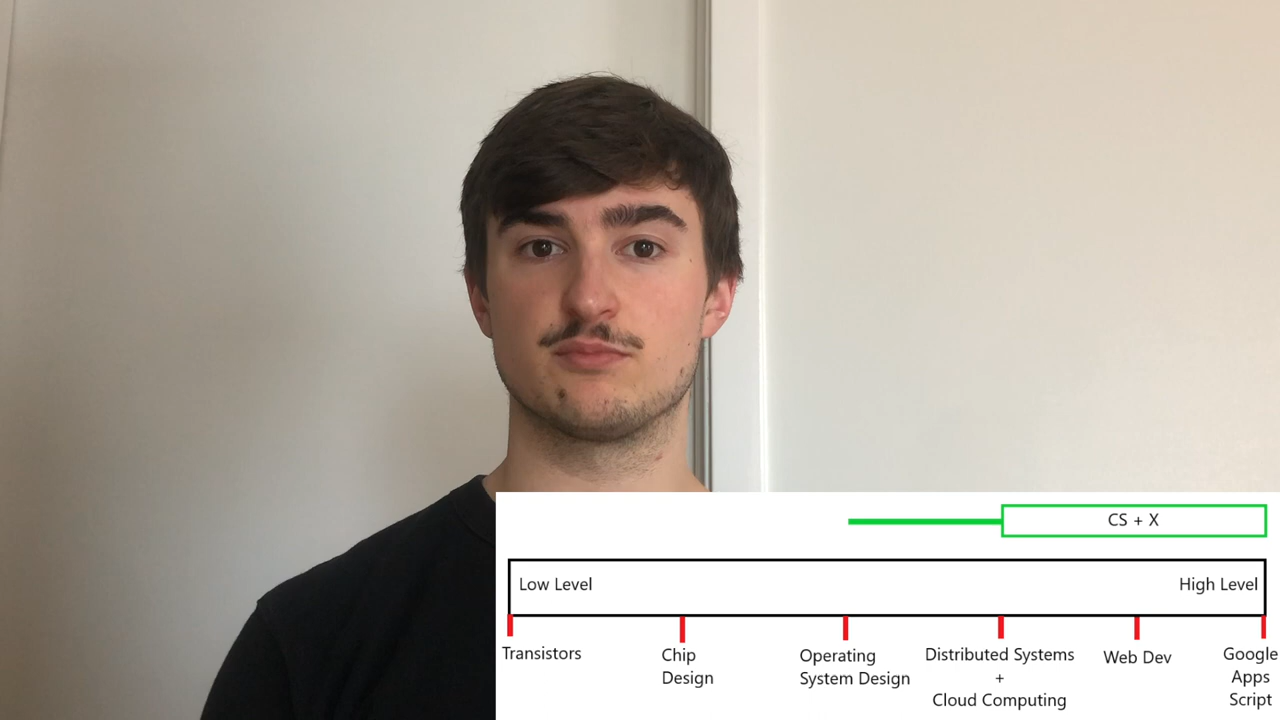 CS + X
Low Level
High Level
Transistors
Chip
Design
Operating
System Design
Distributed Systems
+
Cloud Computing
Web Dev
Google
Apps
Script